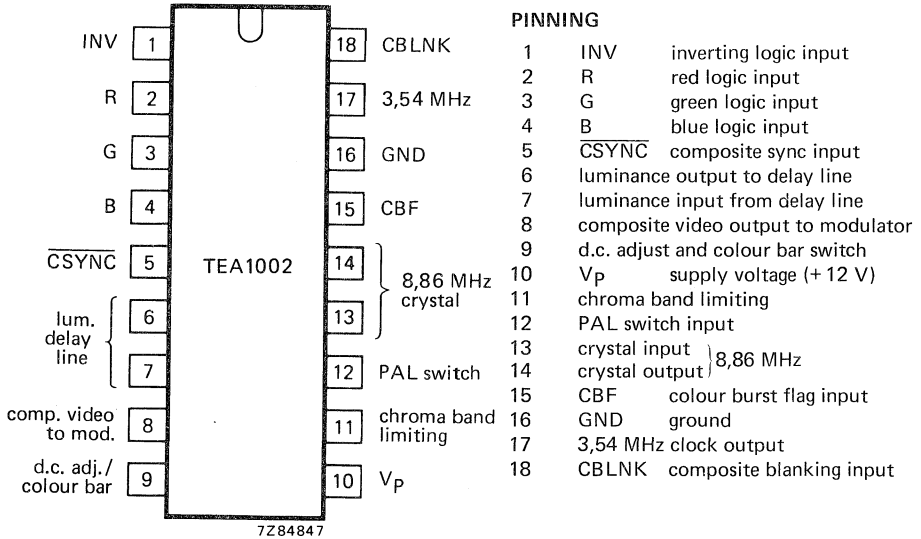 INV 1
R 2
G 3
B 4
CSYNC 5
lum.
delay
line
6
7
comp. video
to mod.
8
d.c. adj./
colour bar
9
TEA1002
18 CBLNK
17 3,54 MHz
16 GND
15 CBF
14
13
8,86 MHz
crystal
12 PAL switch
11 chroma band
limiting
10 VP
7Z84847
PINNING
1 INV inverting logic input
2 R red logic input
3 G green logic input
4 B blue logic input
5 CSYNC composite sync input
6 luminance output to delay line
7 luminance input from delay line
8 composite video output to modulator
9 d.c. adjust and colour bar switch
10 VP supply voltage (+ 12 V)
11 chroma band limiting
12 PAL switch input
13 crystal input
14 crystal output
8,86 MHz
15 CBF colour burst flag input
16 GND ground
17 3,54 MHz clock output
18 CBLNK composite blanking input